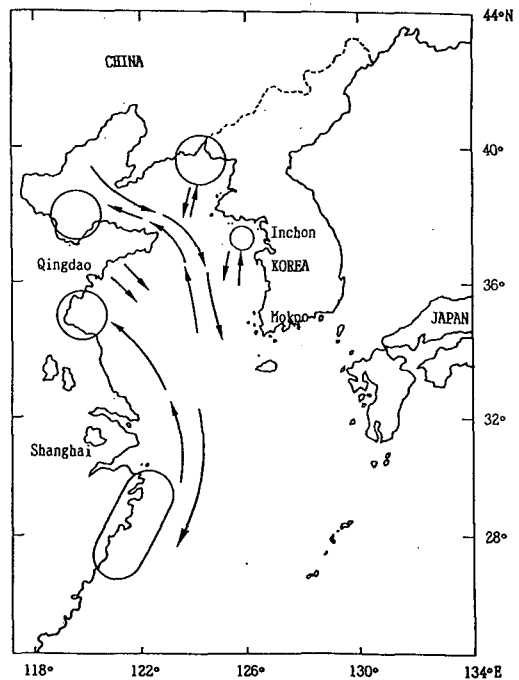 44°N
CHINA
40°
Inchon
Qingdao
KOREA
36°
Mokpo
JAPAN
32°
Shanghai
28°
118° 122° 126° 130° 134°E